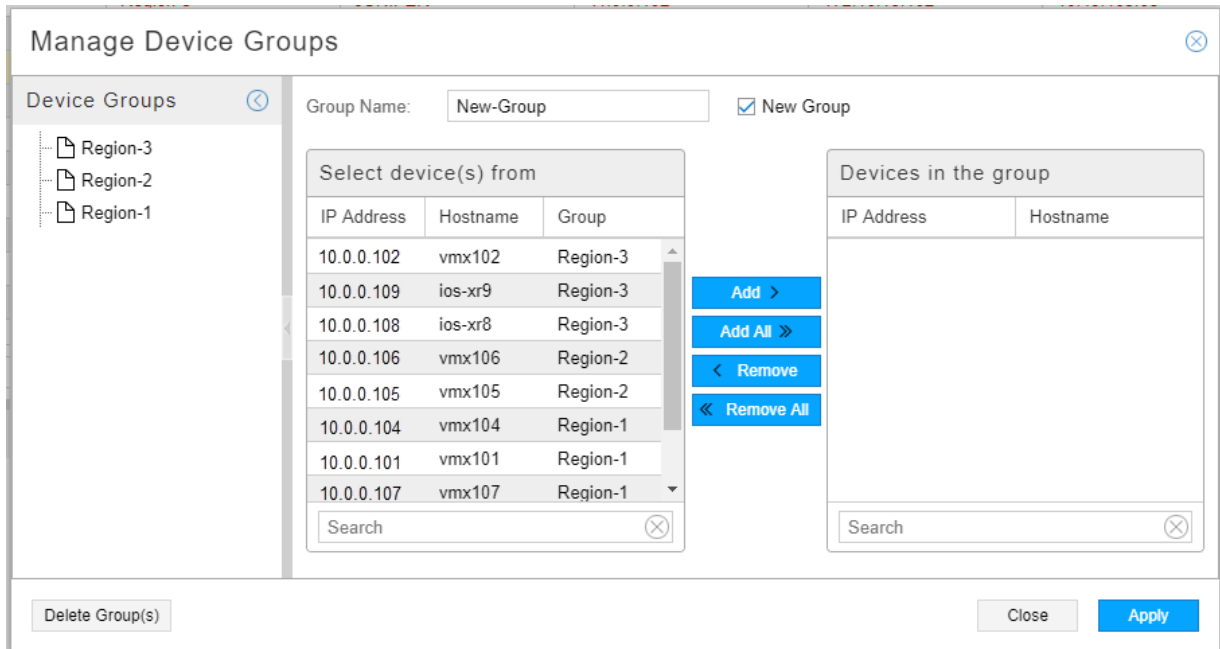 Manage Device Groups
Device Groups
Region-3
Region-2
Region-1
Group Name: New-Group New Group
Select device(s) from
IP Address Hostname Group
10.0.0.102 vmx102 Region-3
10.0.0.109 ios-xr9 Region-3
10.0.0.108 ios-xr8 Region-3
10.0.0.106 vmx106 Region-2
10.0.0.105 vmx105 Region-2
10.0.0.104 vmx104 Region-1
10.0.0.101 vmx101 Region-1
10.0.0.107 vmx107 Region-1
Search
Add
Add All
Remove
Remove All
Devices in the group
IP Address Hostname
Search
Delete Group(s) Close Apply